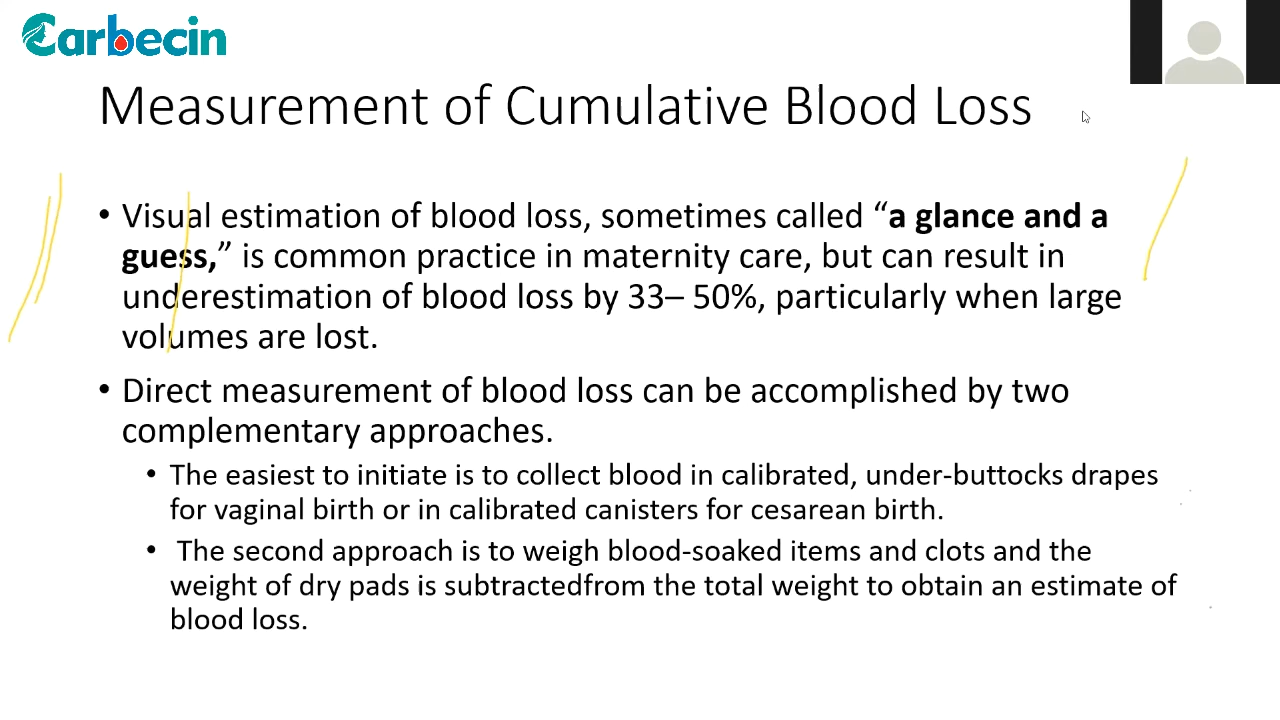 Carbecin
Measurement of Cumulative Blood Loss
• Visual estimation of blood loss, sometimes called “a glance and a
guess,” is common practice in maternity care, but can result in
underestimation of blood loss by 33– 50%, particularly when large
volumes are lost.
• Direct measurement of blood loss can be accomplished by two
complementary approaches.
• The easiest to initiate is to collect blood in calibrated, under-buttocks drapes
for vaginal birth or in calibrated canisters for cesarean birth.
• The second approach is to weigh blood-soaked items and clots and the
weight of dry pads is subtractedfrom the total weight to obtain an estimate of
blood loss.